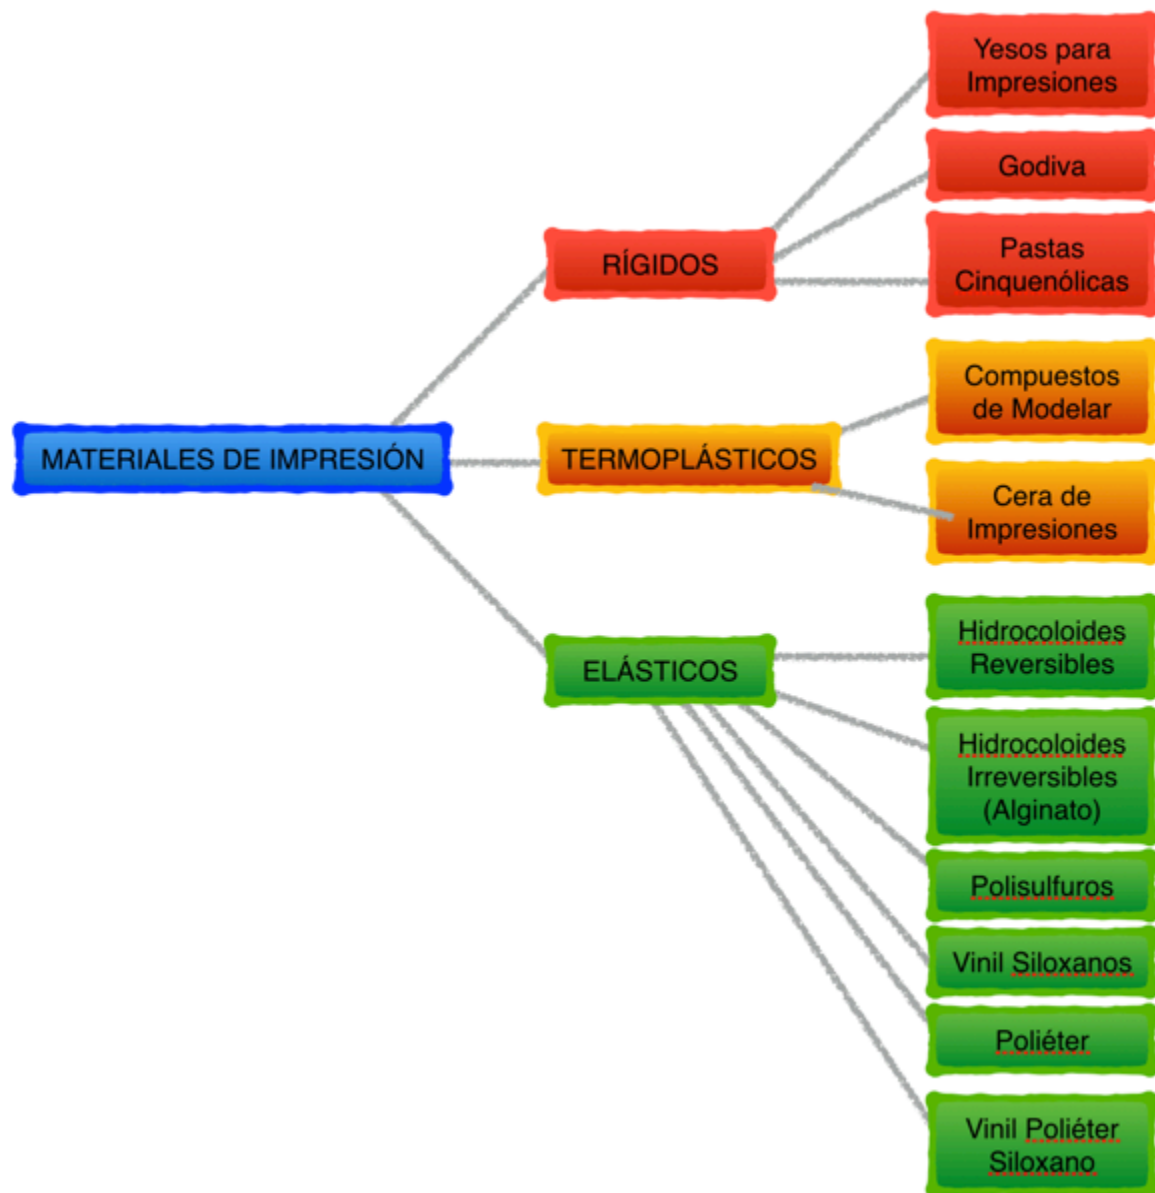 Yesos para
Impresiones
Godiva
RÍGIDOS
Pastas
Cinquenólicas
Compuestos
de Modelar
MATERIALES DE IMPRESIÓN
TERMOPLÁSTICOS
Cera de
Impresiones
Hidrocoloides
Reversibles
ELÁSTICOS
Hidrocoloides
Irreversibles
(Alginato)
Polisulfuros
Vinil Siloxanos
Poliéter
Vinil Poliéter
Siloxano